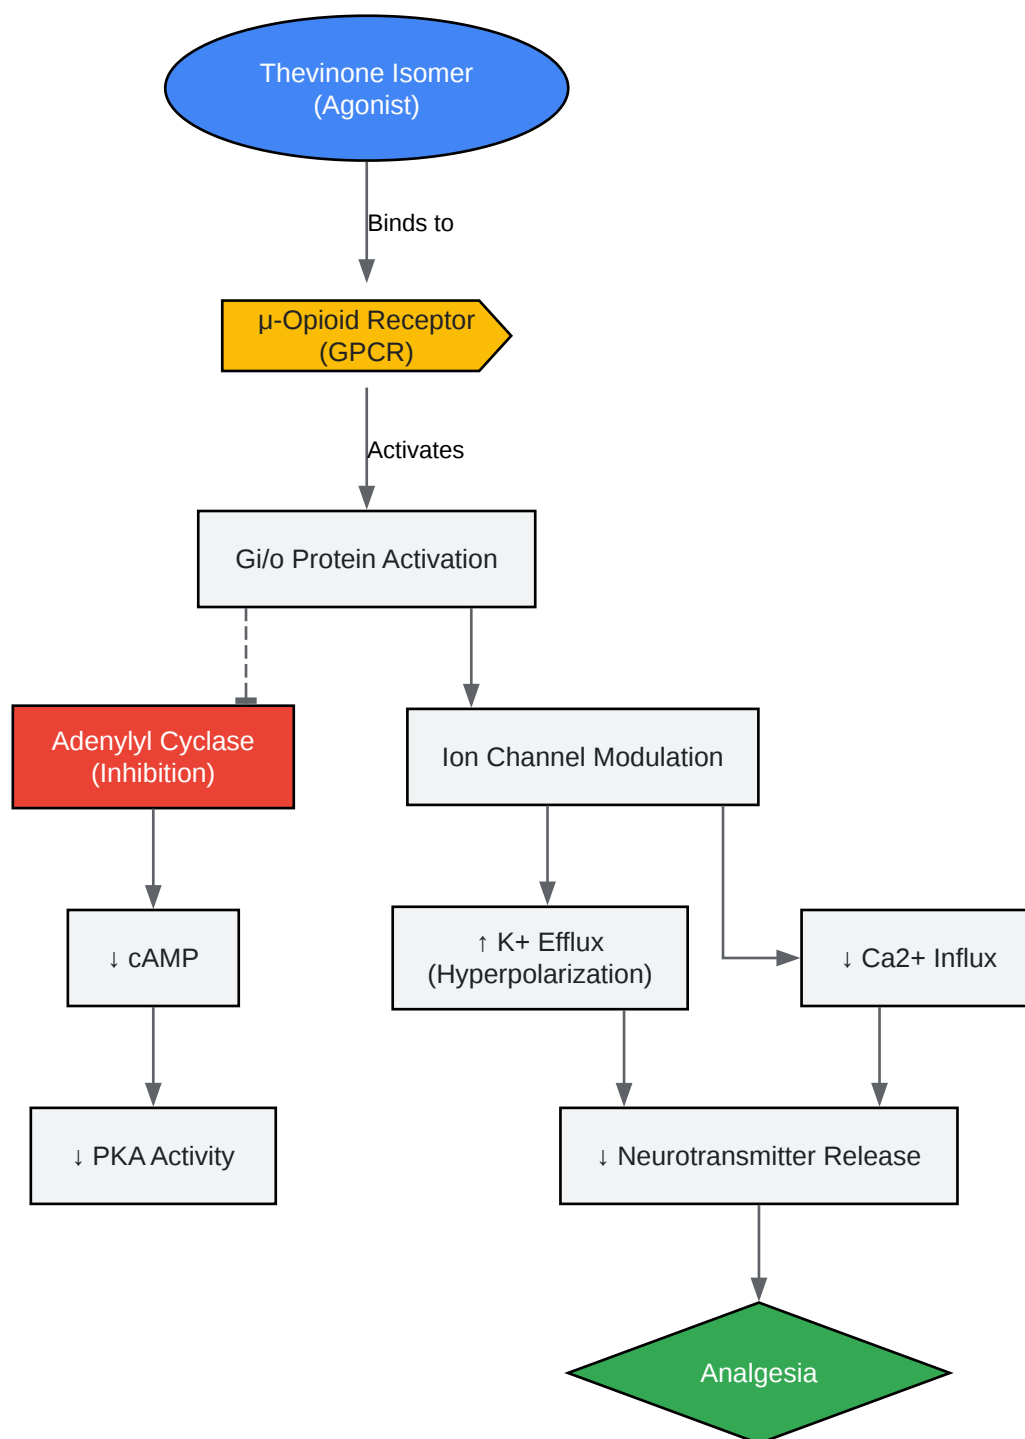 Thevinone Isomer
(Agonist)
Binds to
μ-Opioid Receptor
(GPCR)
Activates
Gi/o Protein Activation
Adenylyl Cyclase
(Inhibition)
Ion Channel Modulation
↓ cAMP
↑ K+ Efflux
(Hyperpolarization)
↓ Ca2+ Influx
↓ PKA Activity
↓ Neurotransmitter Release
Analgesia